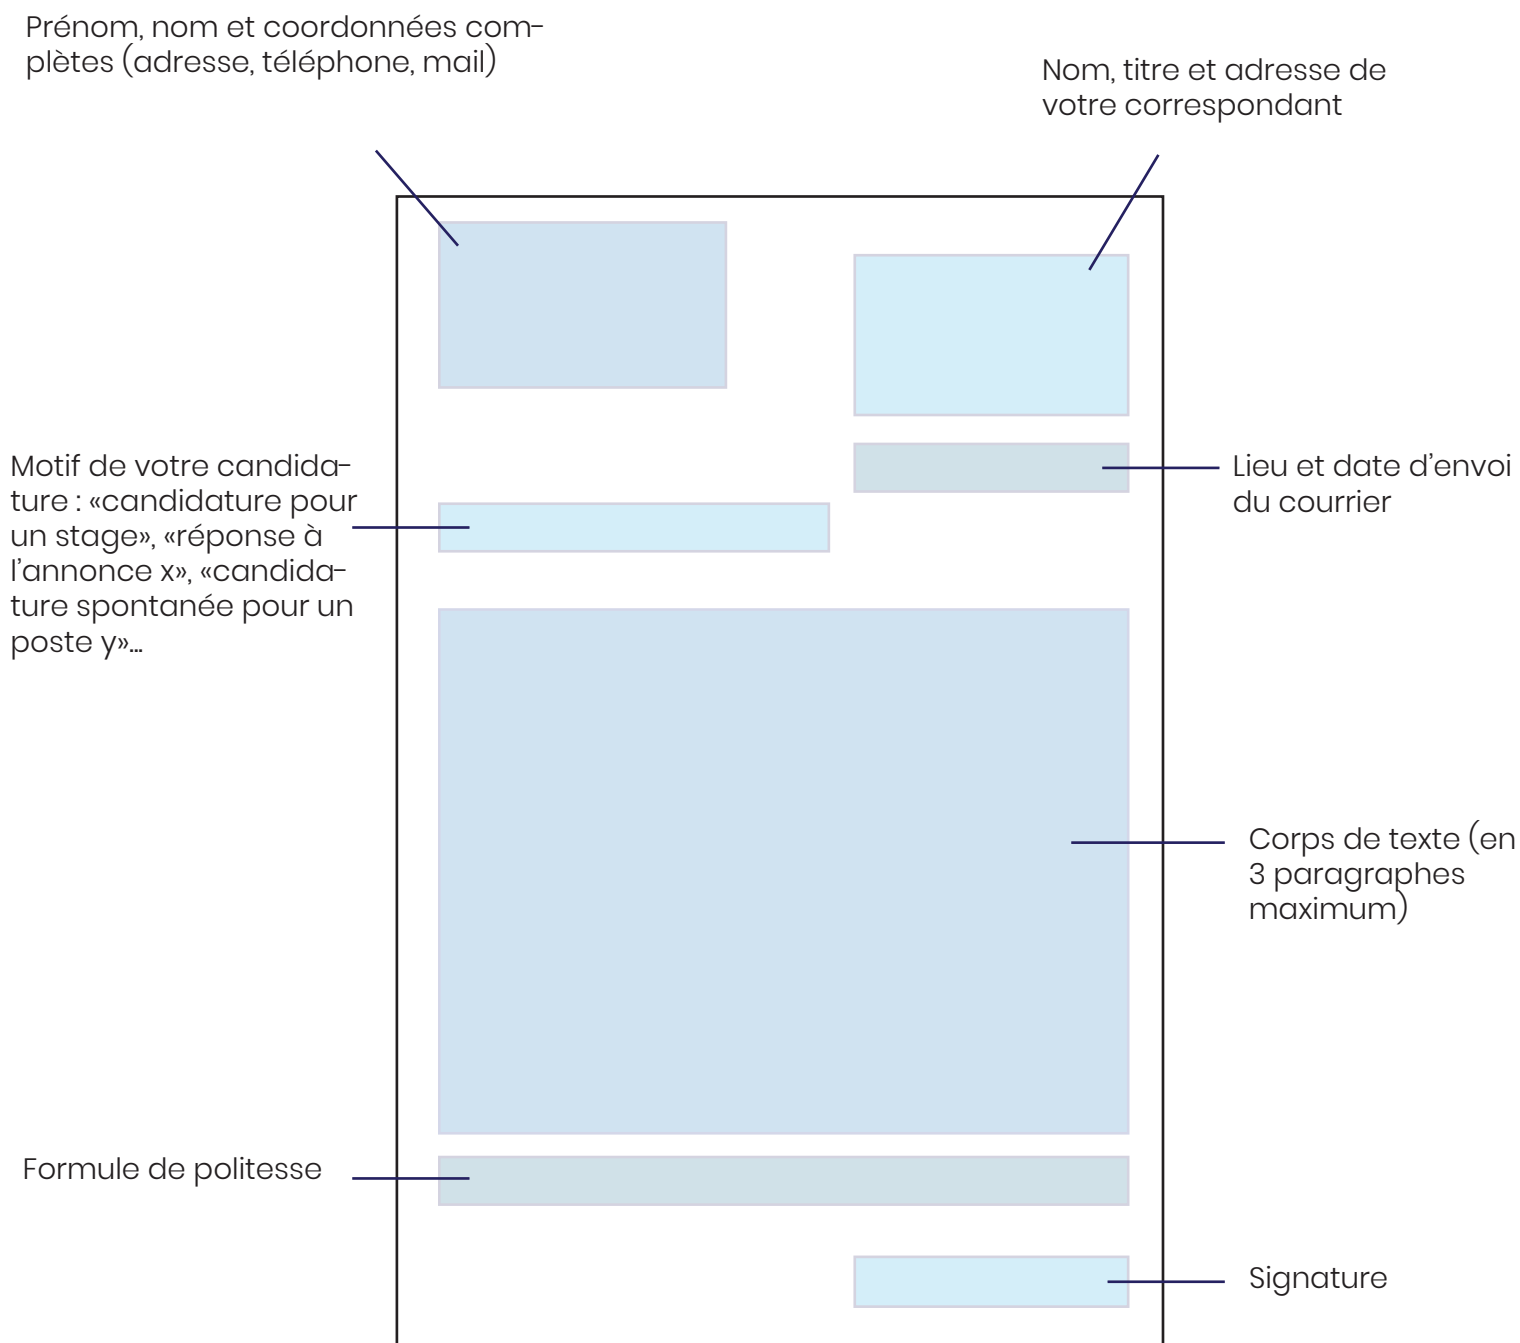 Prénom, nom et coordonnées com-
plètes (adresse, téléphone, mail)
Nom, titre et adresse de
votre correspondant
Motif de votre candida-
ture : «candidature pour
un stage», «réponse à
l’annonce x», «candida-
ture spontanée pour un
poste y»...
Lieu et date d’envoi
du courrier
Corps de texte (en
3 paragraphes
maximum)
Formule de politesse
Signature